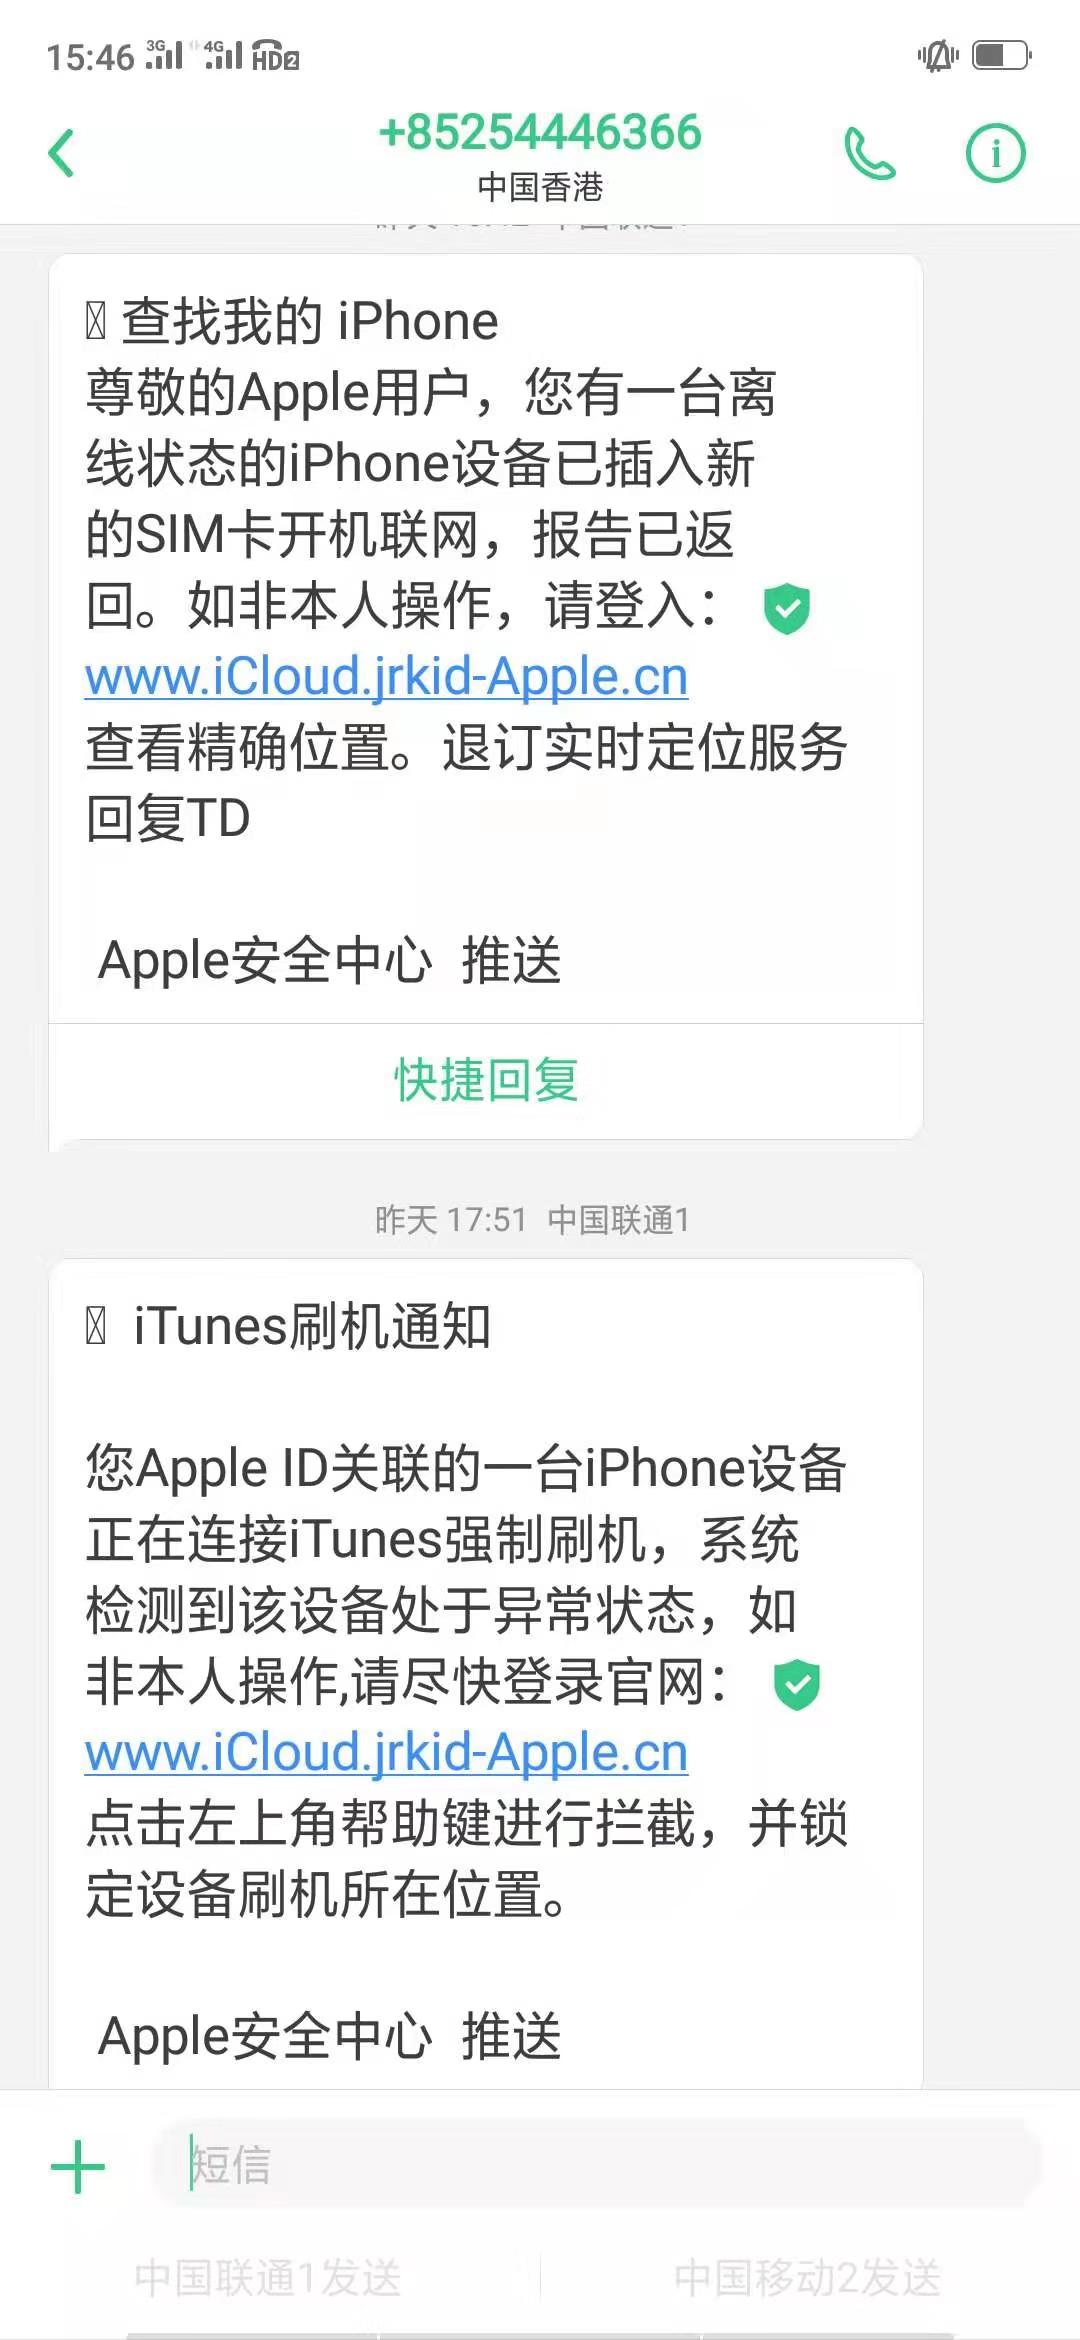 15:46 3G 4G HD2
+85254446366
中国香港
查找我的 iPhone
尊敬的Apple用户，您有一台离
线状态的iPhone设备已插入新
的SIM卡开机联网，报告已返
回。如非本人操作，请登入：
www.iCloud.jrkid-Apple.cn
查看精确位置。退订实时定位服务
回复TD
Apple安全中心 推送
快捷回复
昨天 17:51 中国联通1
iTunes刷机通知
您Apple ID关联的一台iPhone设备
正在连接iTunes强制刷机，系统
检测到该设备处于异常状态，如
非本人操作,请尽快登录官网：
www.iCloud.jrkid-Apple.cn
点击左上角帮助键进行拦截，并锁
定设备刷机所在位置。
Apple安全中心 推送
短信
中国联通1发送 中国移动2发送